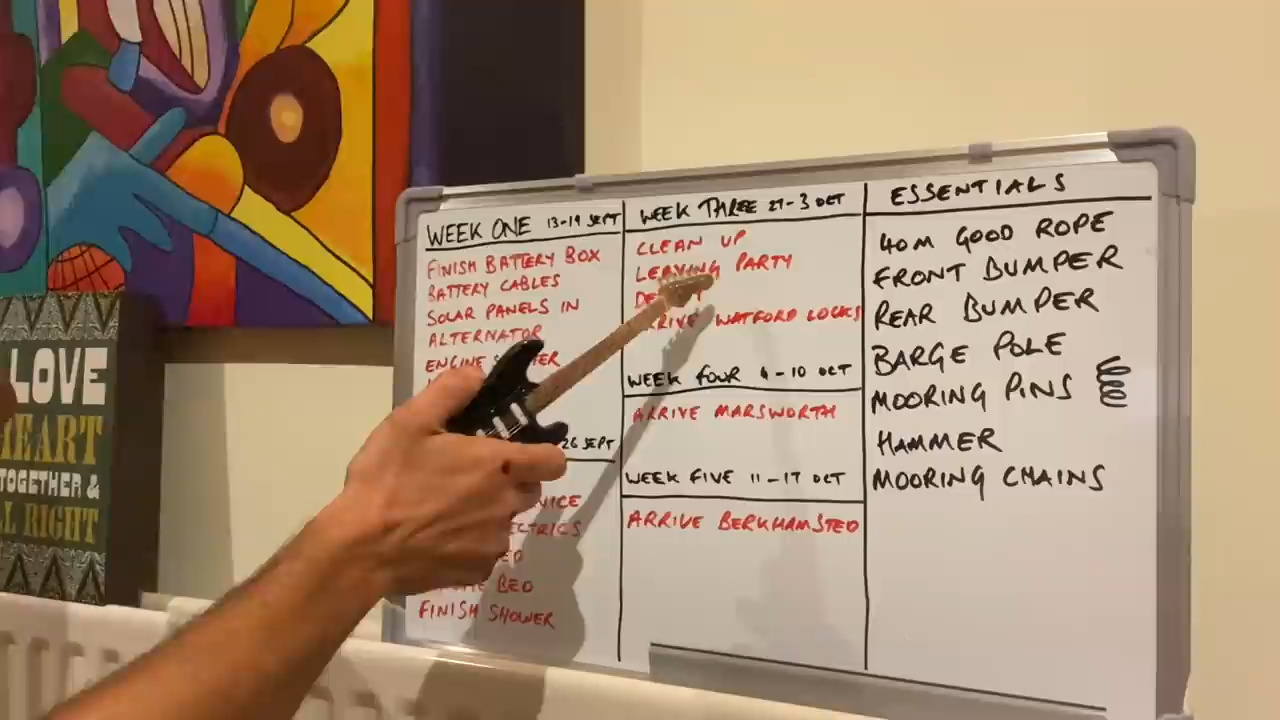 LOVE
HEART
TOGETHER &
L RIGHT
WEEK ONE 13-19 SEPT
FINISH BATTERY BOX
BATTERY CABLES
SOLAR PANELS IN
ALTERNATOR
ENGINE
26 SEPT
BED
FINISH SHOWER
WEEK THREE 27-3 OCT
CLEAN UP
LEAVING PARTY
ARRIVE WATFORD LOCKS
WEEK FOUR 4-10 OCT
ARRIVE MARSWORTH
WEEK FIVE 11-17 OCT
ARRIVE BERKHAMSTED
ESSENTIALS
40M GOOD ROPE
FRONT BUMPER
REAR BUMPER
BARGE POLE
MOORING PINS
HAMMER
MOORING CHAINS